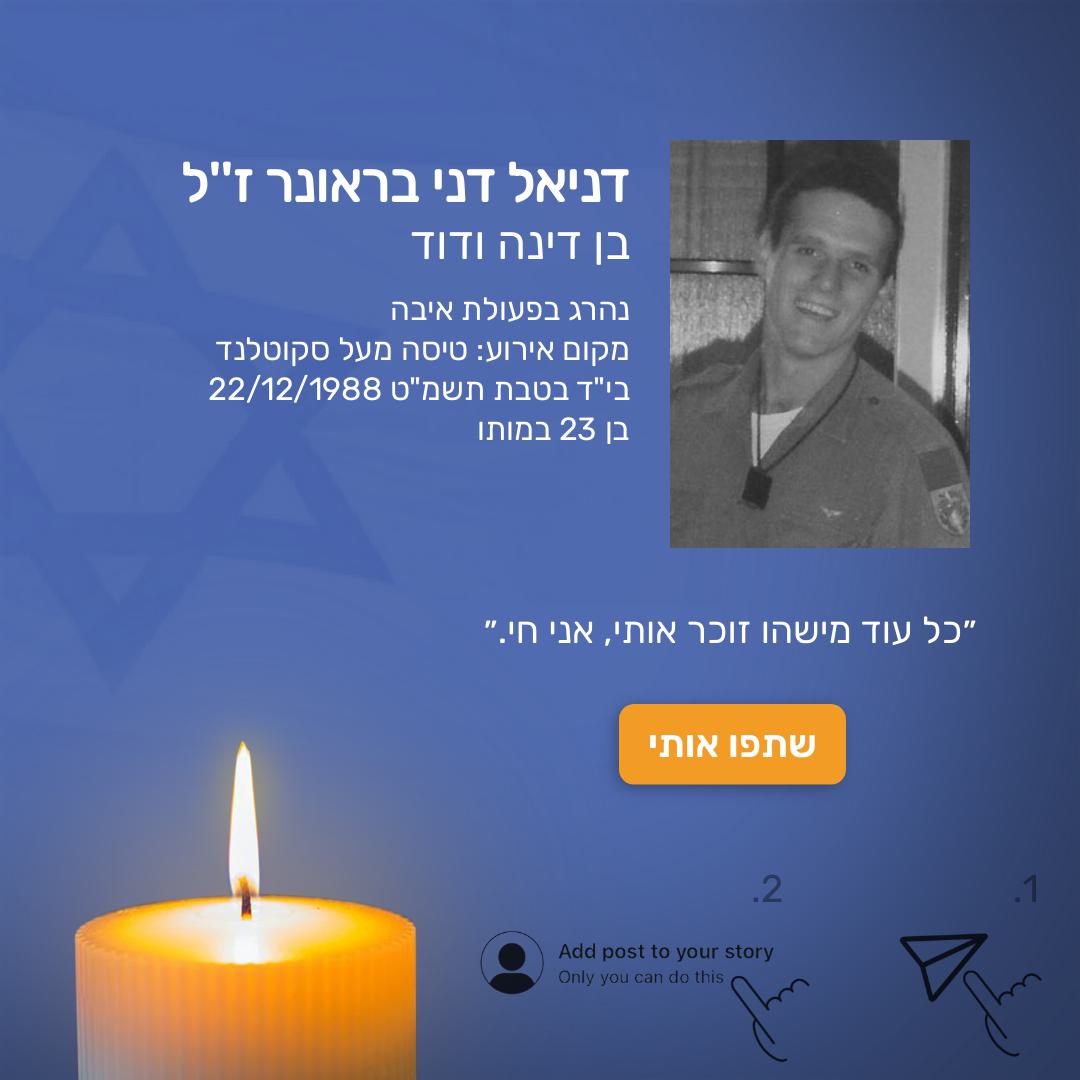 דניאל דני בראונר ז"ל
בן דינה ודוד
נהרג בפעולת איבה
מקום אירוע: טיסה מעל סקוטלנד
בי"ד בטבת תשמ"ט 22/12/1988
בן 23 במותו
״כל עוד מישהו זוכר אותי, אני חי.״
שתפו אותי
1.
2.
Add post to your story
Only you can do this